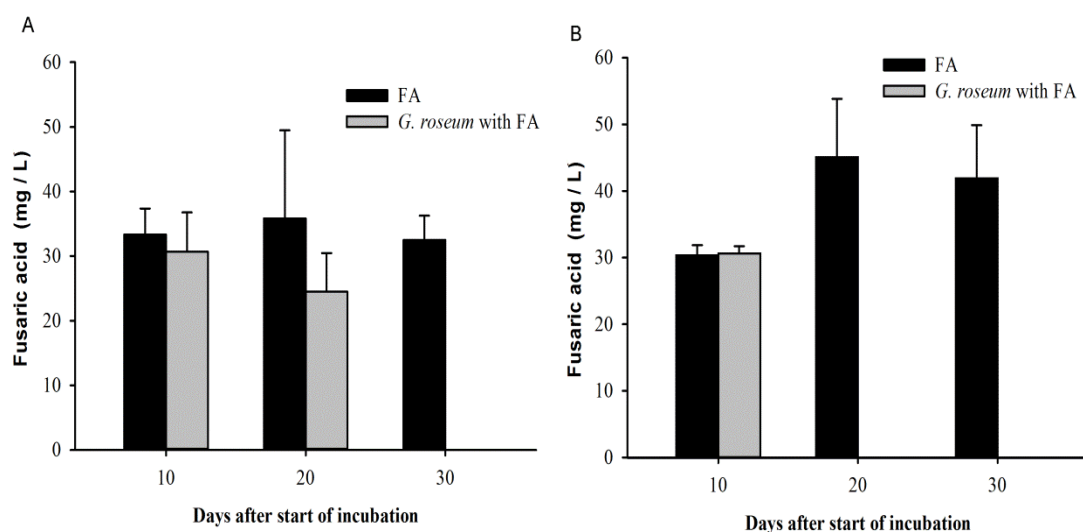 A
60
50
40
30
20
10
0
Fusaric acid (mg / L)
FA
G. roseum with FA
10 20 30
Days after start of incubation
B
60
50
40
30
20
10
0
Fusaric acid (mg / L)
FA
G. roseum with FA
10 20 30
Days after start of incubation